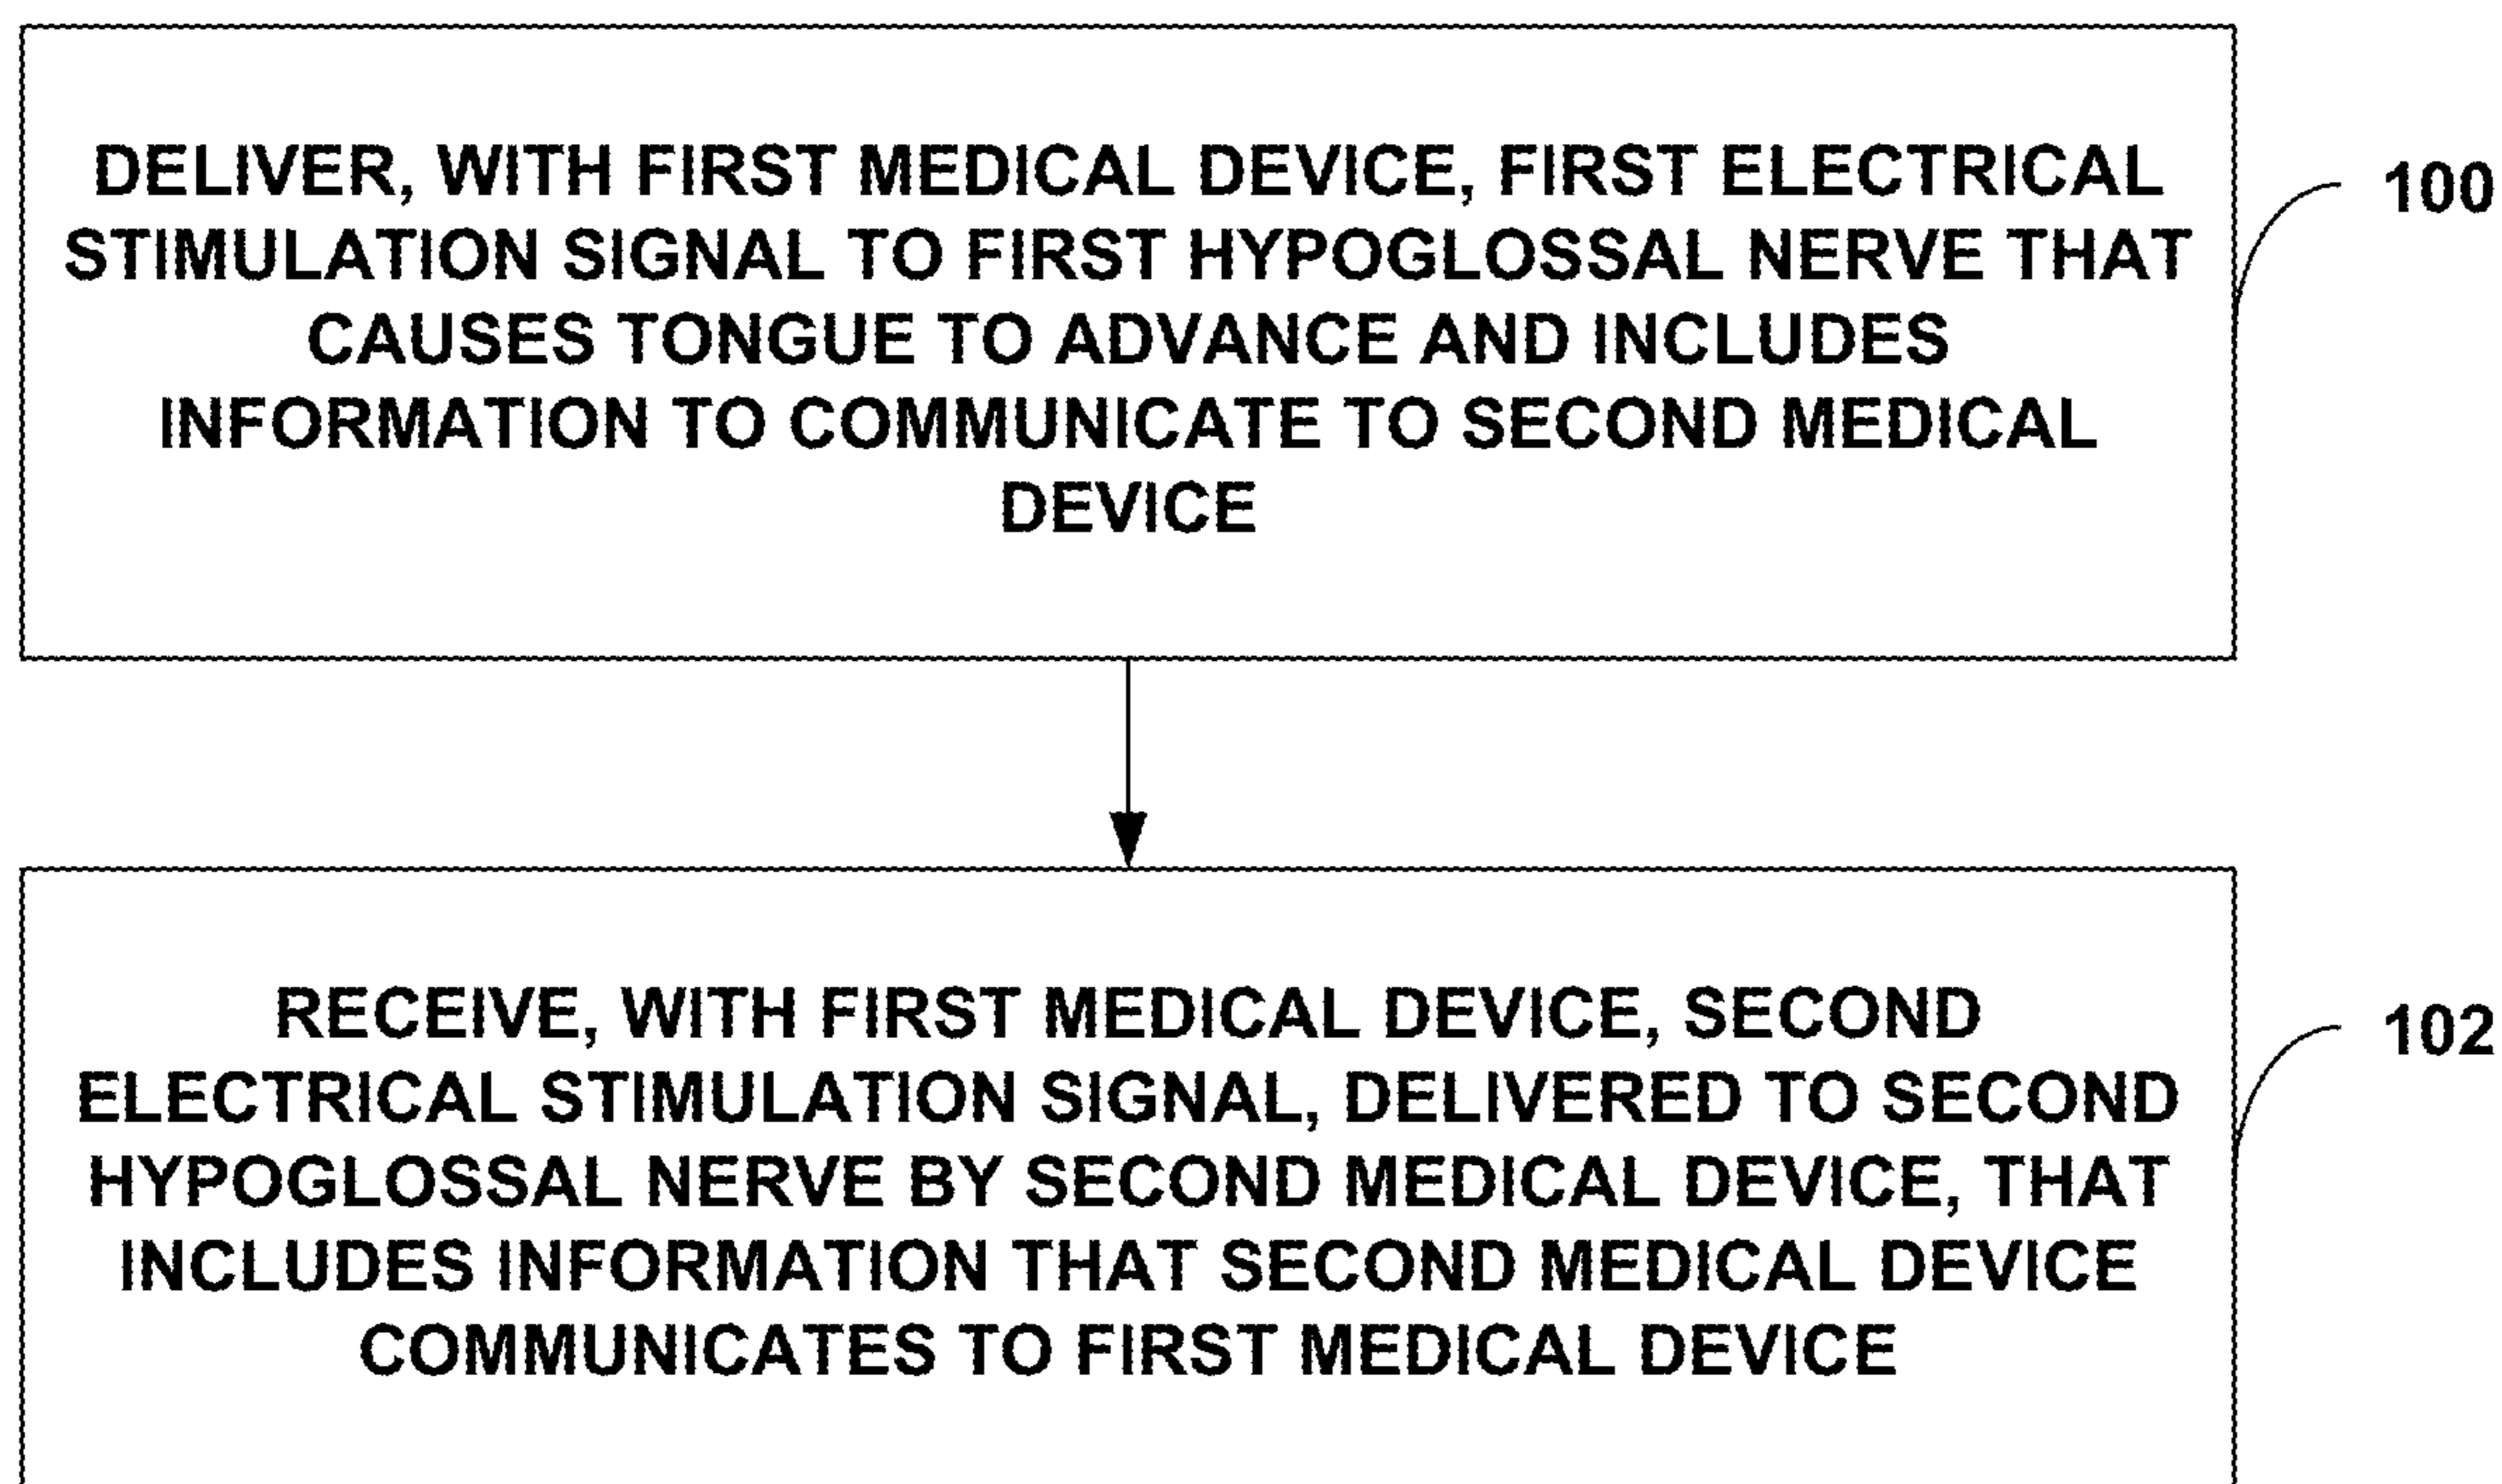 DELIVER, WITH FIRST MEDICAL DEVICE, FIRST ELECTRICAL
STIMULATION SIGNAL TO FIRST HYPOGLOSSAL NERVE THAT
CAUSES TONGUE TO ADVANCE AND INCLUDES
INFORMATION TO COMMUNICATE TO SECOND MEDICAL
DEVICE
100
RECEIVE, WITH FIRST MEDICAL DEVICE, SECOND
ELECTRICAL STIMULATION SIGNAL, DELIVERED TO SECOND
HYPOGLOSSAL NERVE BY SECOND MEDICAL DEVICE, THAT
INCLUDES INFORMATION THAT SECOND MEDICAL DEVICE
COMMUNICATES TO FIRST MEDICAL DEVICE
102